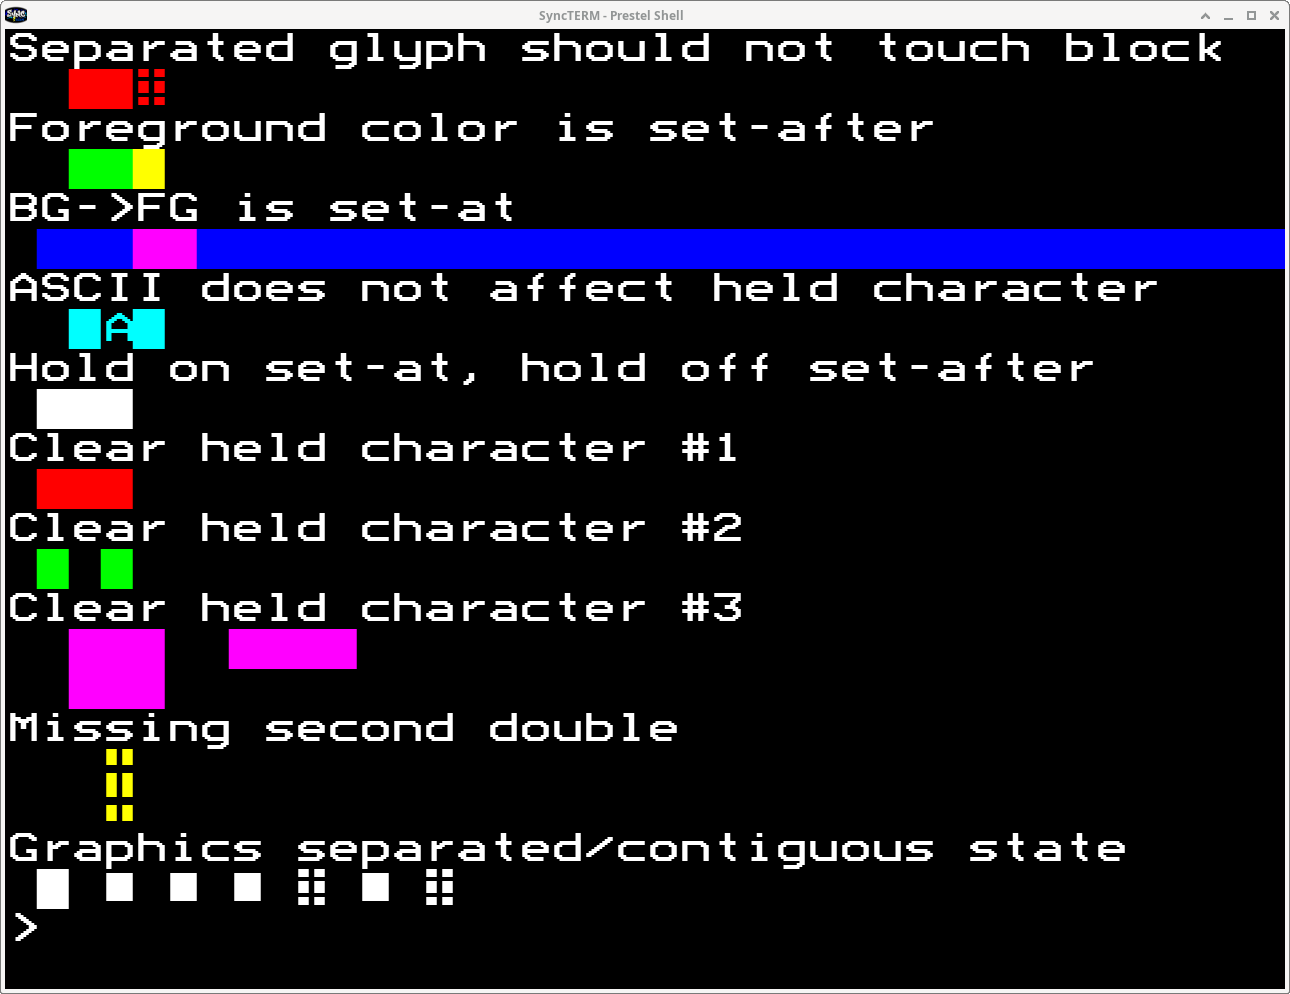 SyncTERM - Prestel Shell
Separated glyph should not touch block
Foreground color is set-after
BG->FG is set-at
ASCII does not affect held character
A
Hold on set-at, hold off set-after
Clear held character #1
Clear held character #2
Clear held character #3
Missing second double
Graphics separated/contiguous state
>